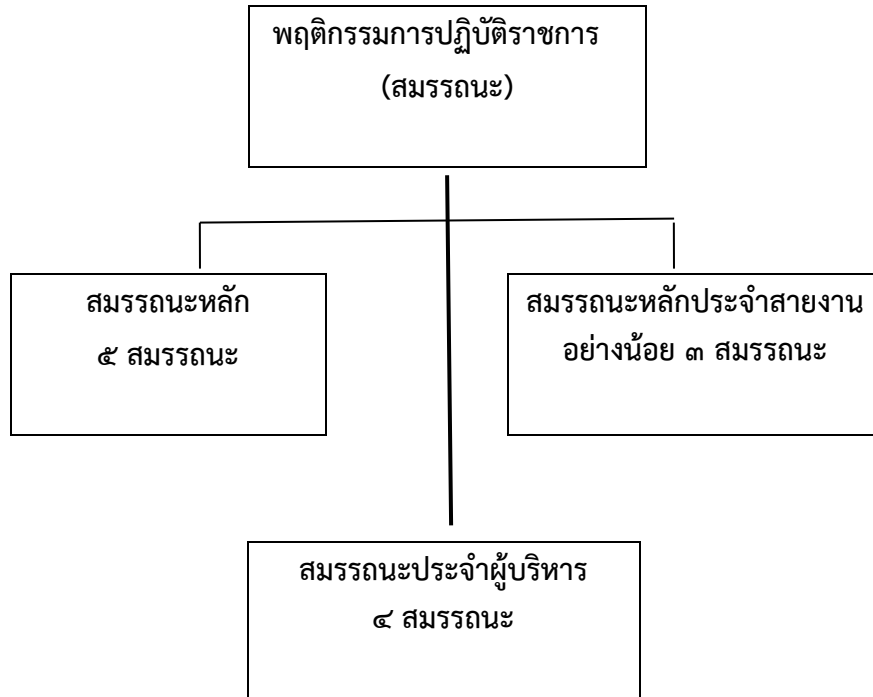 พฤติกรรมการปฏิบัติราชการ
(สมรรถนะ)
สมรรถนะหลัก
๕ สมรรถนะ
สมรรถนะหลักประจำสายงาน
อย่างน้อย ๓ สมรรถนะ
สมรรถนะประจำผู้บริหาร
๔ สมรรถนะ